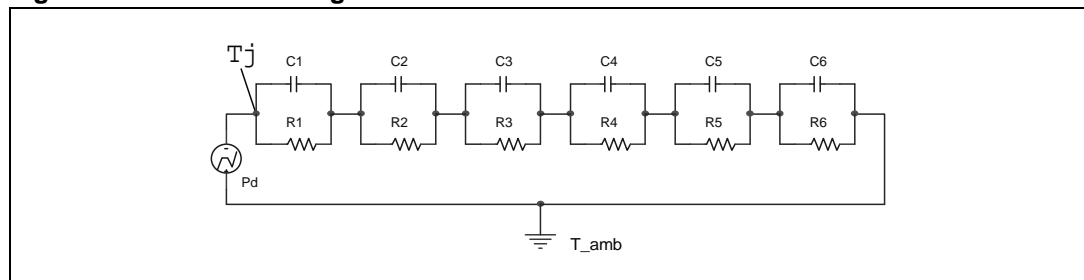 Tj
C1 C2 C3 C4 C5 C6
R1 R2 R3 R4 R5 R6
Pd
T_amb